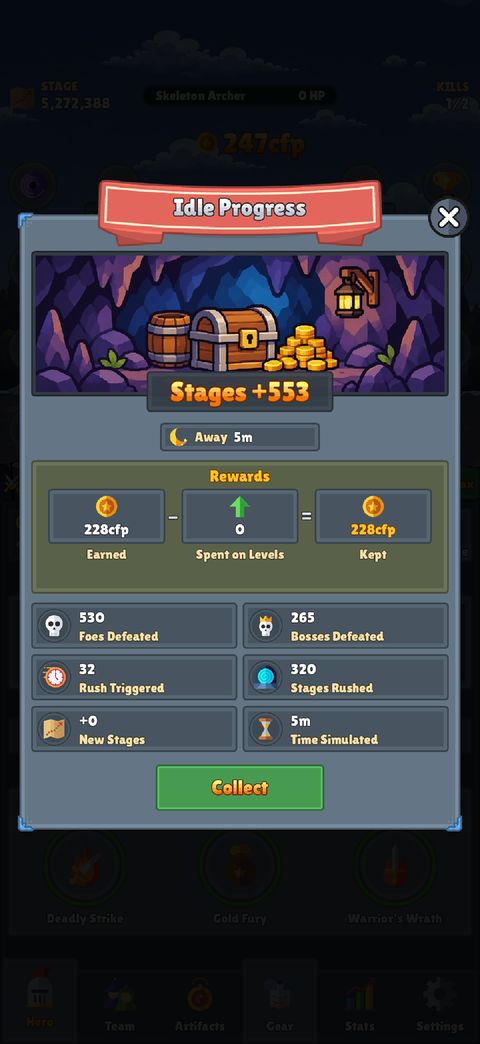 STAGE
5,272,388
Skeleton Archer 0 HP
KILLS
1/2
247cfp
Idle Progress
Stages +553
Away 5m
Rewards
228cfp - 0 = 228cfp
Earned Spent on Levels Kept
530
Foes Defeated
265
Bosses Defeated
32
Rush Triggered
320
Stages Rushed
+0
New Stages
5m
Time Simulated
Collect
Deadly Strike Gold Fury Warrior's Wrath
Hero Team Artifacts Gear Stats Settings